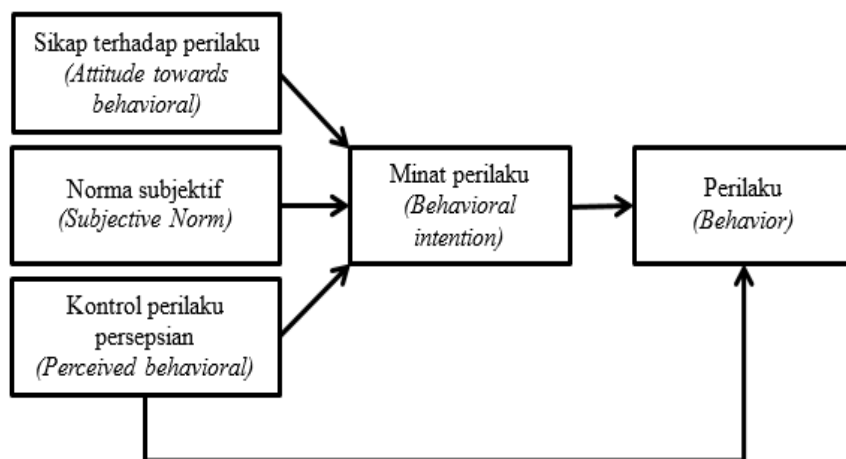 Sikap terhadap perilaku
(Attitude towards
behavioral)
Norma subjektif
(Subjective Norm)
Kontrol perilaku
persepsian
(Perceived behavioral)
Minat perilaku
(Behavioral
intention)
Perilaku
(Behavior)